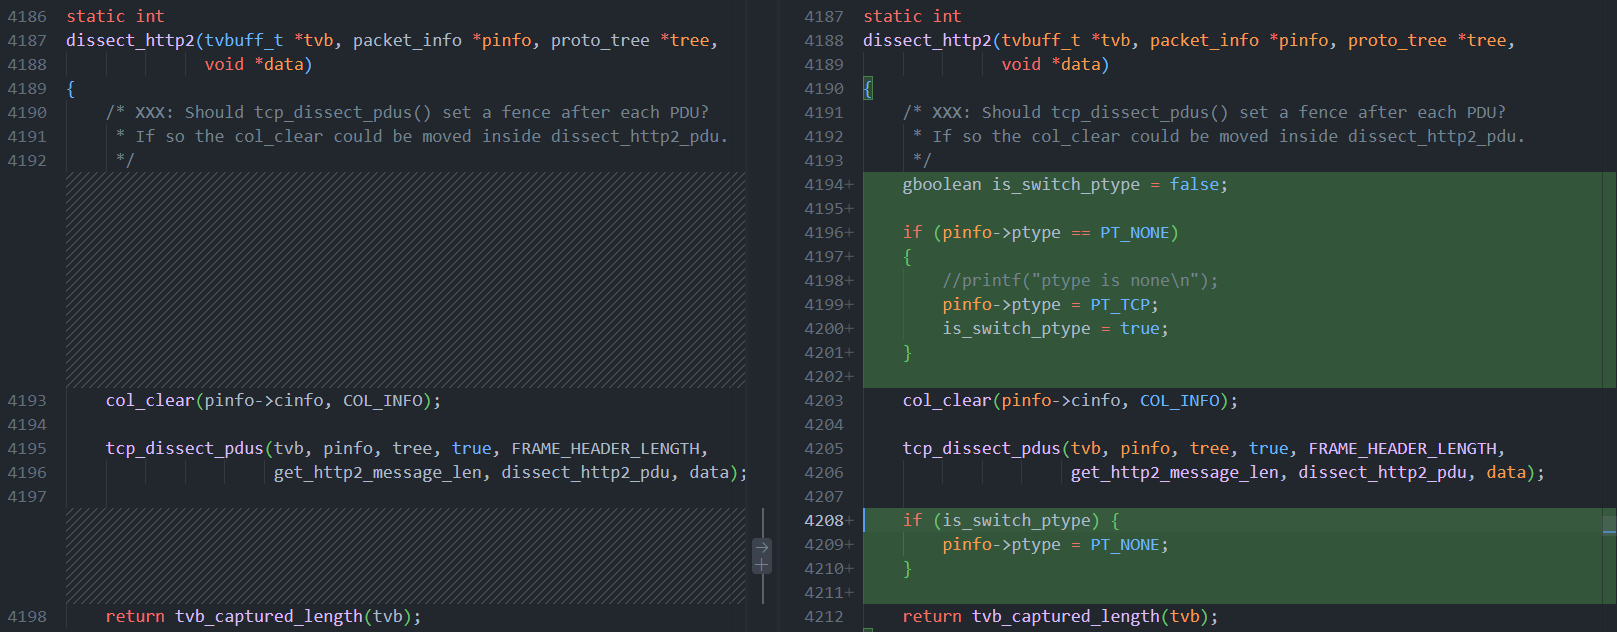 4186 static int
4187 dissect_http2(tvbuff_t *tvb, packet_info *pinfo, proto_tree *tree,
4188 void *data)
4189 {
4190 /* XXX: Should tcp_dissect_pdus() set a fence after each PDU?
4191 * If so the col_clear could be moved inside dissect_http2_pdu.
4192 */
4193 col_clear(pinfo->cinfo, COL_INFO);
4194
4195 tcp_dissect_pdus(tvb, pinfo, tree, true, FRAME_HEADER_LENGTH,
4196 get_http2_message_len, dissect_http2_pdu, data);
4197
4198 return tvb_captured_length(tvb);
4187 static int
4188 dissect_http2(tvbuff_t *tvb, packet_info *pinfo, proto_tree *tree,
4189 void *data)
4190 {
4191 /* XXX: Should tcp_dissect_pdus() set a fence after each PDU?
4192 * If so the col_clear could be moved inside dissect_http2_pdu.
4193 */
4194+ gboolean is_switch_ptype = false;
4195+
4196+ if (pinfo->ptype == PT_NONE)
4197+ {
4198+ //printf("ptype is none\n");
4199+ pinfo->ptype = PT_TCP;
4200+ is_switch_ptype = true;
4201+ }
4202+
4203 col_clear(pinfo->cinfo, COL_INFO);
4204
4205 tcp_dissect_pdus(tvb, pinfo, tree, true, FRAME_HEADER_LENGTH,
4206 get_http2_message_len, dissect_http2_pdu, data);
4207
4208+ if (is_switch_ptype) {
4209+ pinfo->ptype = PT_NONE;
4210+ }
4211+
4212 return tvb_captured_length(tvb);